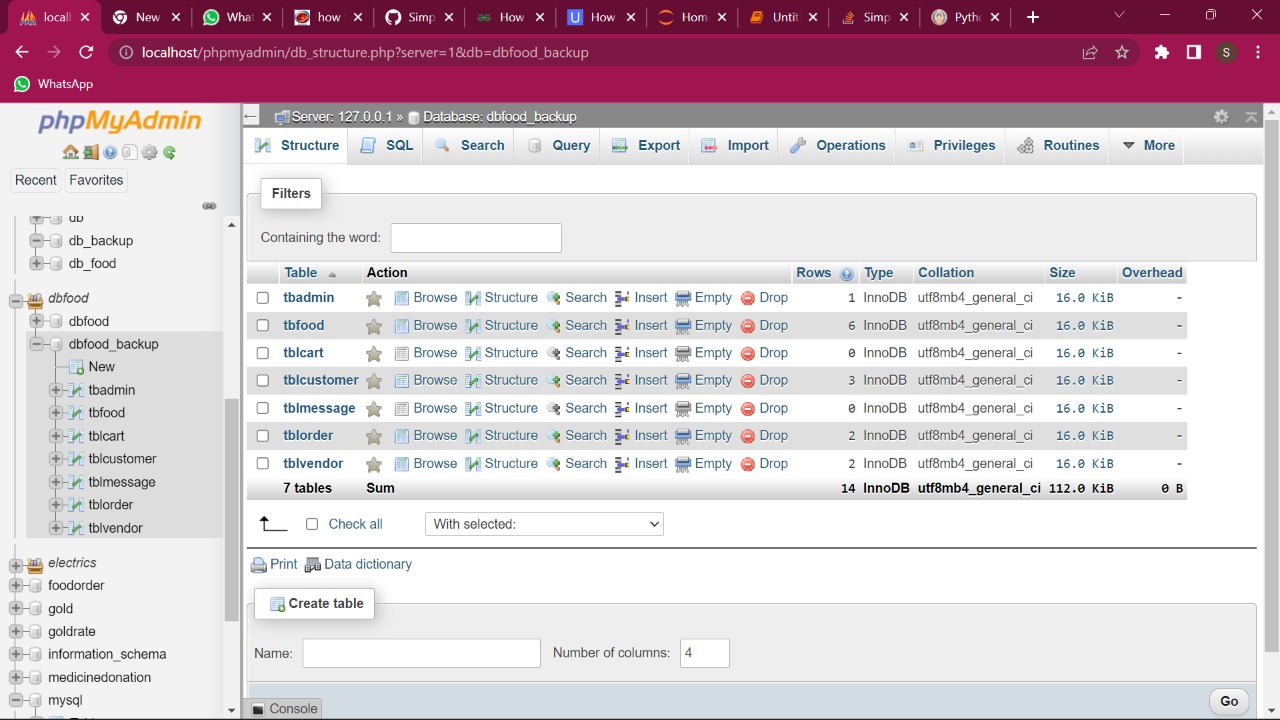 locall
New
What
how
Simp
How
How
Hom
Untit
Simp
Pytho
localhost/phpmyadmin/db_structure.php?server=1&db=dbfood_backup
S
WhatsApp
phpMyAdmin
Recent Favorites
db
db_backup
db_food
dbfood
dbfood
dbfood_backup
New
tbadmin
tbfood
tblcart
tblcustomer
tblmessage
tblorder
tblvendor
electrics
foodorder
gold
goldrate
information_schema
medicinedonation
mysql
Server: 127.0.0.1 » Database: dbfood_backup
Structure SQL Search Query Export Import Operations Privileges Routines More
Filters
Containing the word:
Table Action Rows Type Collation Size Overhead
tbadmin Browse Structure Search Insert Empty Drop 1 InnoDB utf8mb4_general_ci 16.0 KiB -
tbfood Browse Structure Search Insert Empty Drop 6 InnoDB utf8mb4_general_ci 16.0 KiB -
tblcart Browse Structure Search Insert Empty Drop 0 InnoDB utf8mb4_general_ci 16.0 KiB -
tblcustomer Browse Structure Search Insert Empty Drop 3 InnoDB utf8mb4_general_ci 16.0 KiB -
tblmessage Browse Structure Search Insert Empty Drop 0 InnoDB utf8mb4_general_ci 16.0 KiB -
tblorder Browse Structure Search Insert Empty Drop 2 InnoDB utf8mb4_general_ci 16.0 KiB -
tblvendor Browse Structure Search Insert Empty Drop 2 InnoDB utf8mb4_general_ci 16.0 KiB -
7 tables Sum 14 InnoDB utf8mb4_general_ci 112.0 KiB 0 B
Check all With selected:
Print Data dictionary
Create table
Name: Number of columns: 4
Console
Go